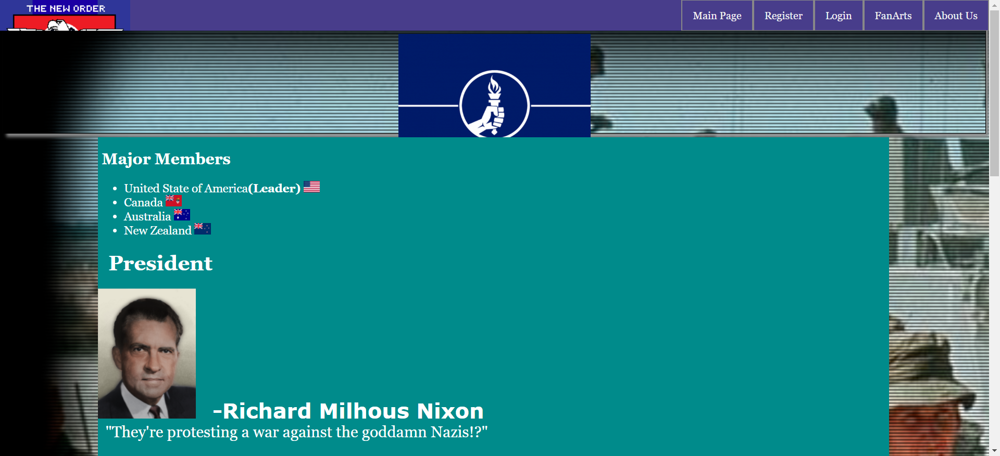 THE NEW ORDER
Main Page
Register
Login
FanArts
About Us
Major Members
United State of America(Leader)
Canada
Australia
New Zealand
President
-Richard Milhous Nixon
"They're protesting a war against the goddamn Nazis!?"